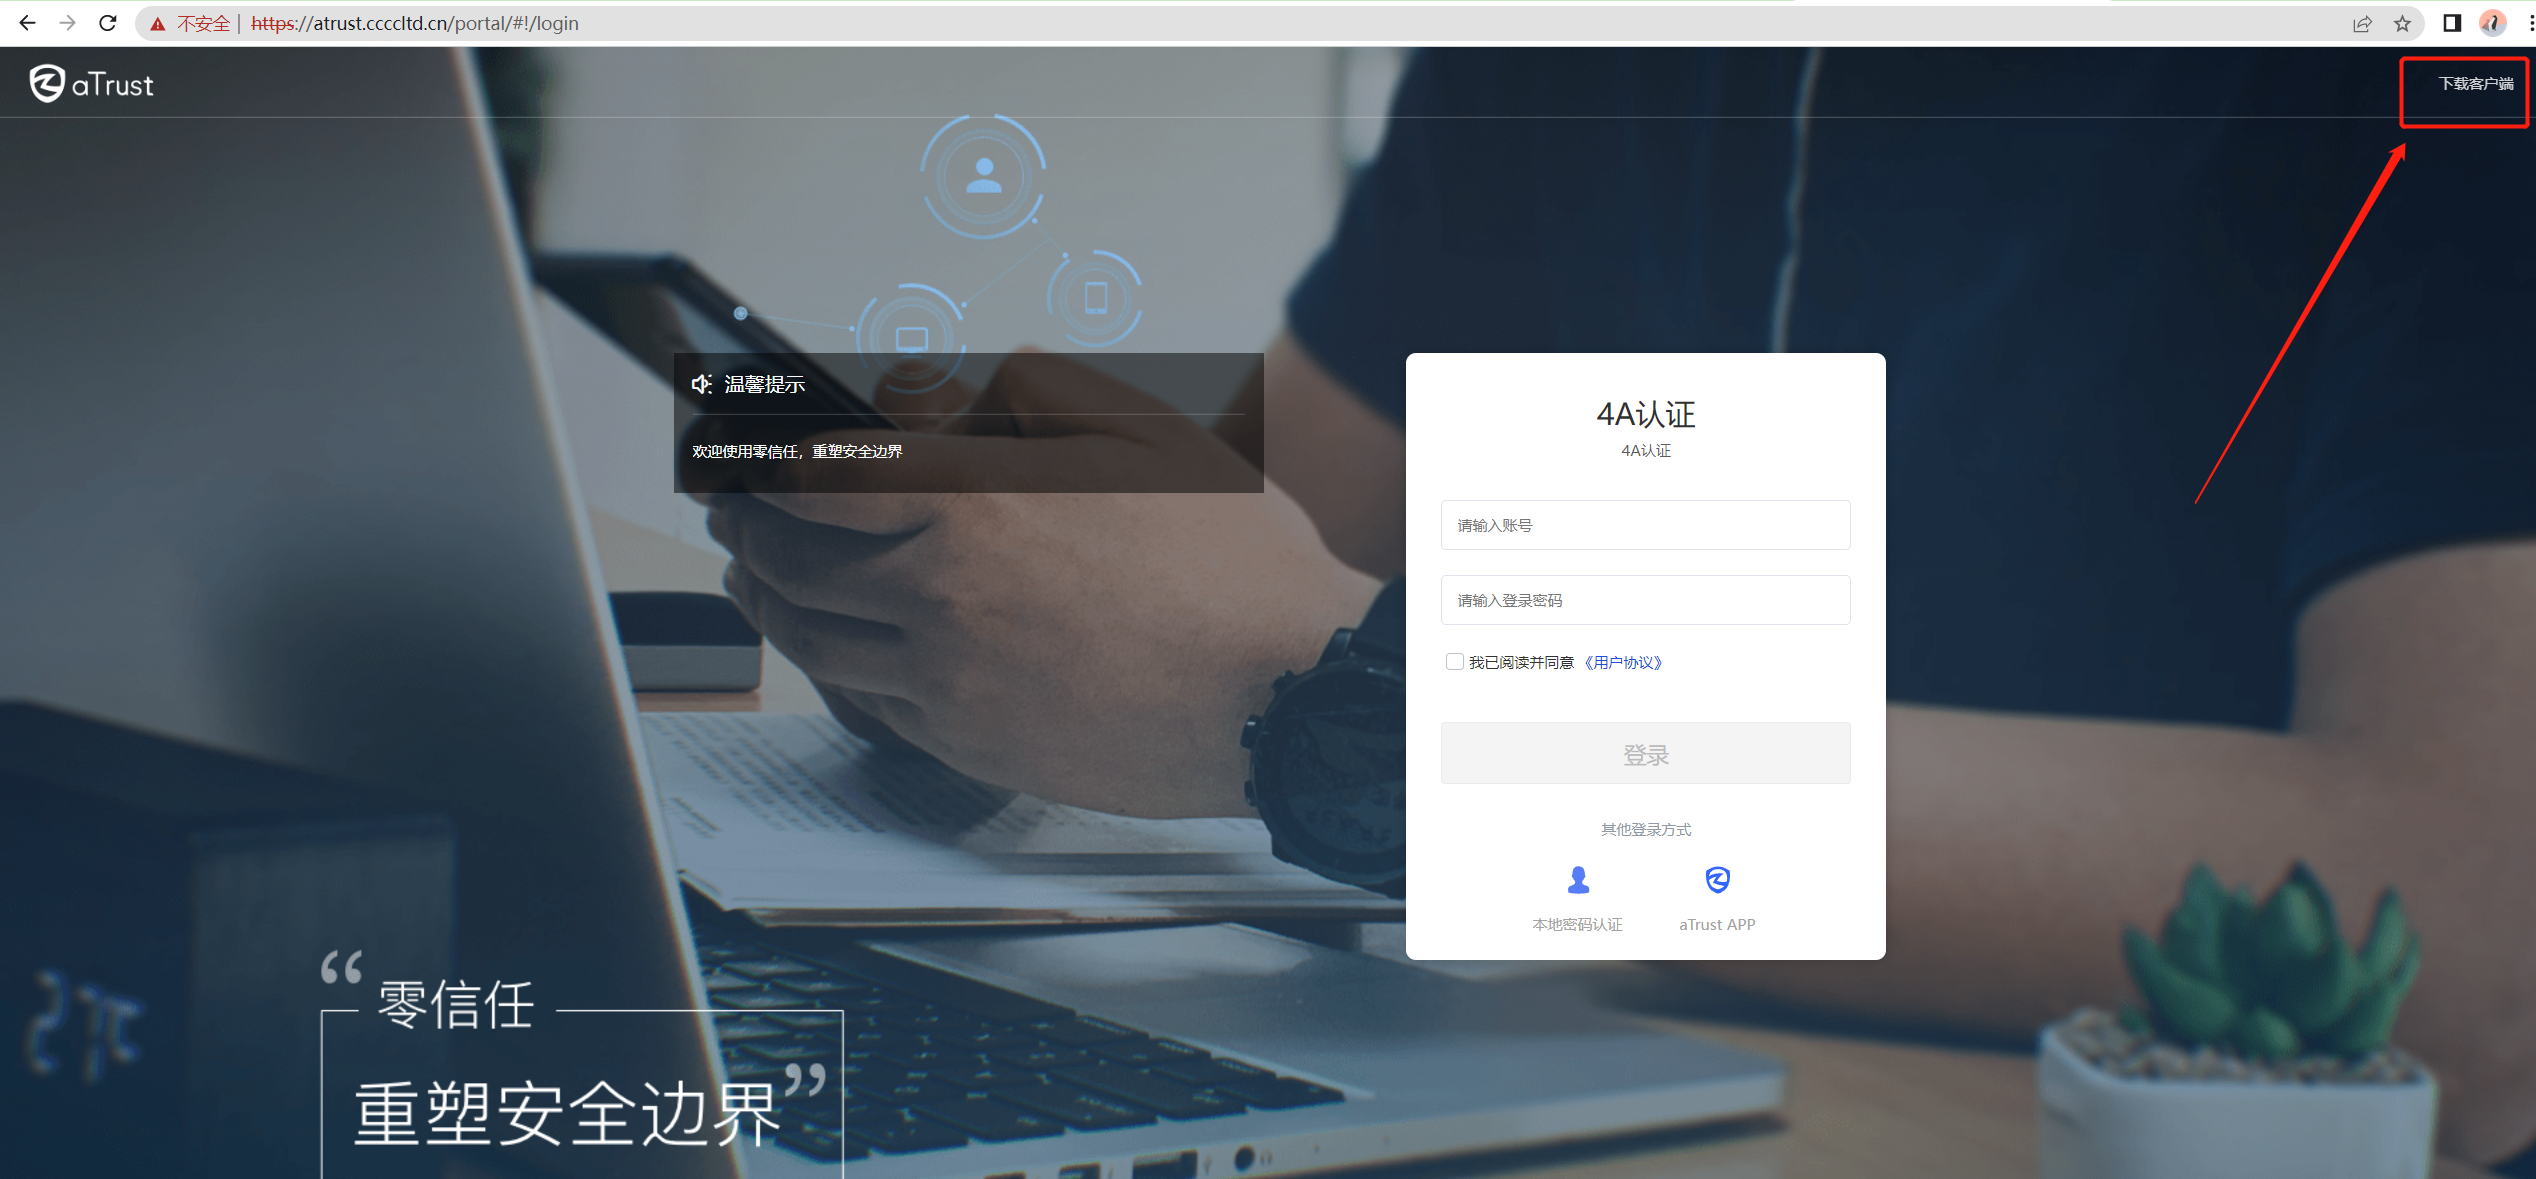 不安全 | https://atrust.ccccltd.cn/portal/#!/login
aTrust
下载客户端
温馨提示
欢迎使用零信任，重塑安全边界
4A认证
4A认证
请输入账号
请输入登录密码
我已阅读并同意《用户协议》
登录
其他登录方式
本地密码认证
aTrust APP
“零信任
重塑安全边界”